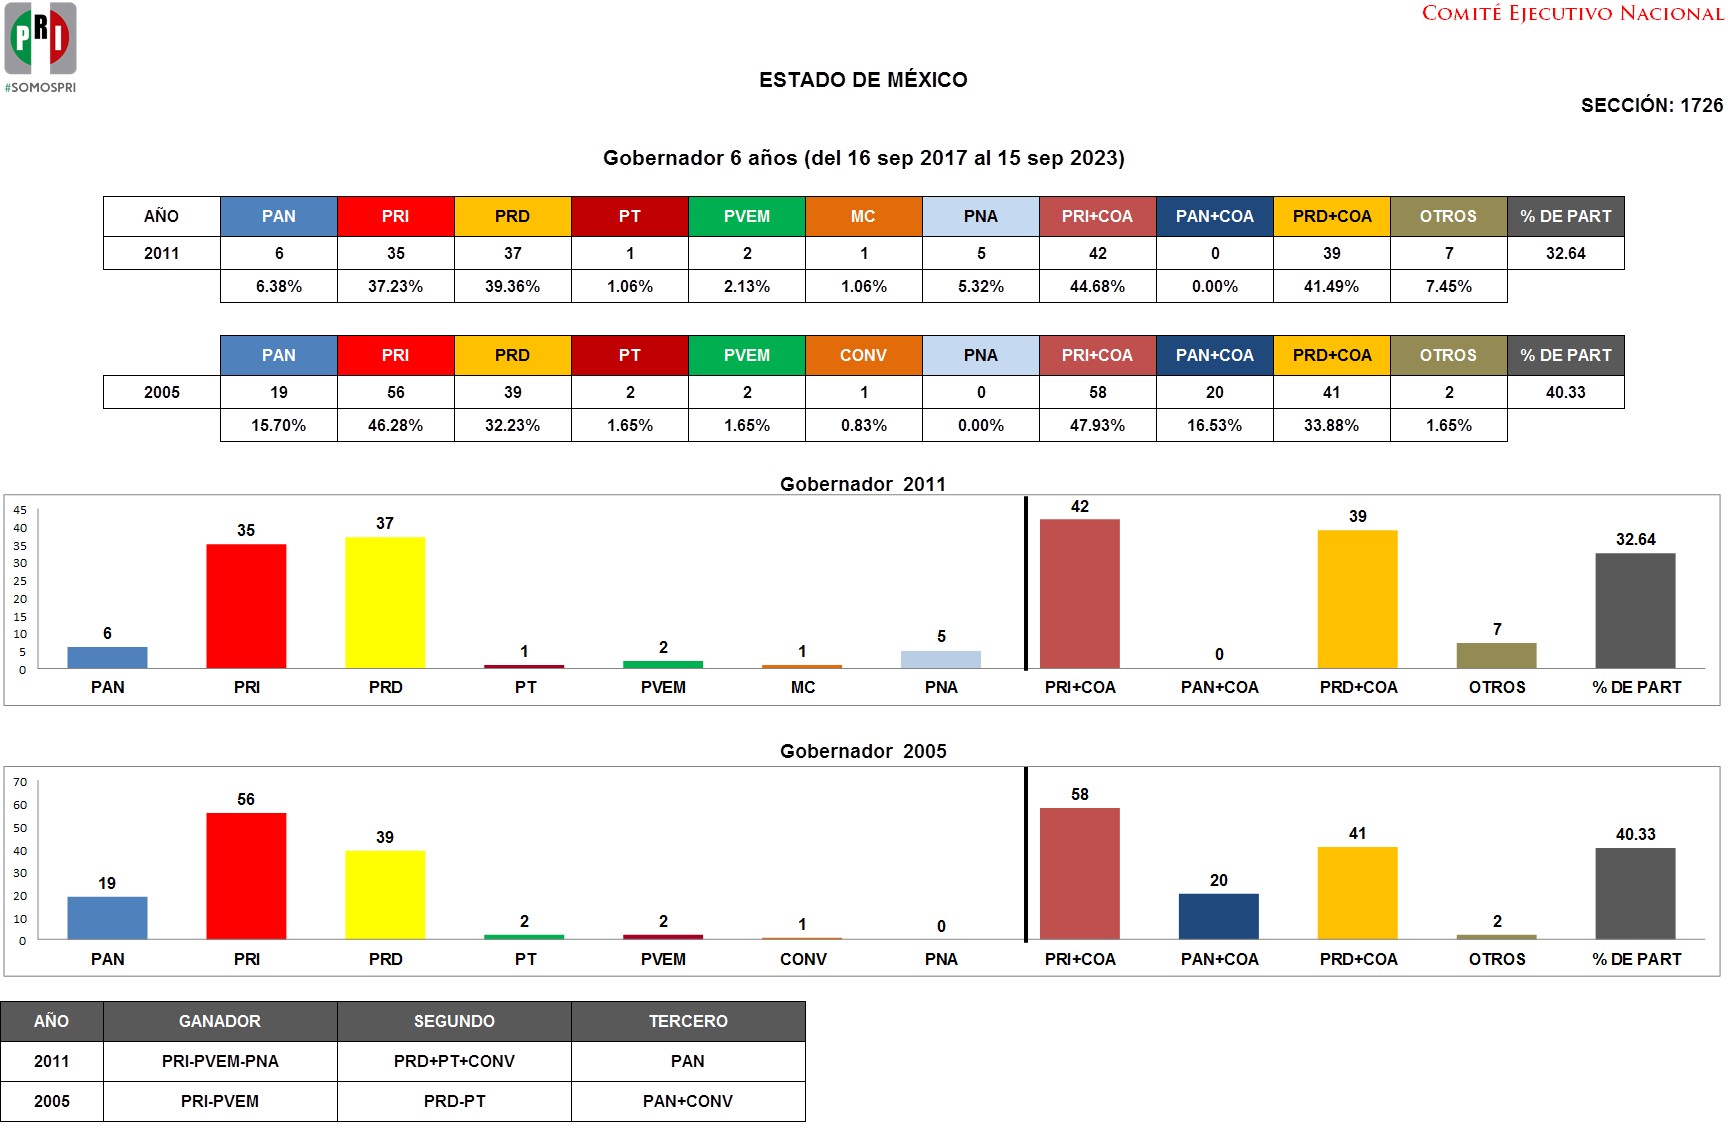 PRI
#SOMOSPRI
COMITÉ EJECUTIVO NACIONAL
ESTADO DE MÉXICO
SECCIÓN: 1726
Gobernador 6 años (del 16 sep 2017 al 15 sep 2023)
AÑO PAN PRI PRD PT PVEM MC PNA PRI+COA PAN+COA PRD+COA OTROS % DE PART
2011 6 35 37 1 2 1 5 42 0 39 7 32.64
6.38% 37.23% 39.36% 1.06% 2.13% 1.06% 5.32% 44.68% 0.00% 41.49% 7.45%
PAN PRI PRD PT PVEM CONV PNA PRI+COA PAN+COA PRD+COA OTROS % DE PART
2005 19 56 39 2 2 1 0 58 20 41 2 40.33
15.70% 46.28% 32.23% 1.65% 1.65% 0.83% 0.00% 47.93% 16.53% 33.88% 1.65%
Gobernador 2011
45
40
35
30
25
20
15
10
5
0
6 35 37 1 2 1 5 42 0 39 7 32.64
PAN PRI PRD PT PVEM MC PNA PRI+COA PAN+COA PRD+COA OTROS % DE PART
Gobernador 2005
70
60
50
40
30
20
10
0
19 56 39 2 2 1 0 58 20 41 2 40.33
PAN PRI PRD PT PVEM CONV PNA PRI+COA PAN+COA PRD+COA OTROS % DE PART
AÑO GANADOR SEGUNDO TERCERO
2011 PRI-PVEM-PNA PRD+PT+CONV PAN
2005 PRI-PVEM PRD-PT PAN+CONV